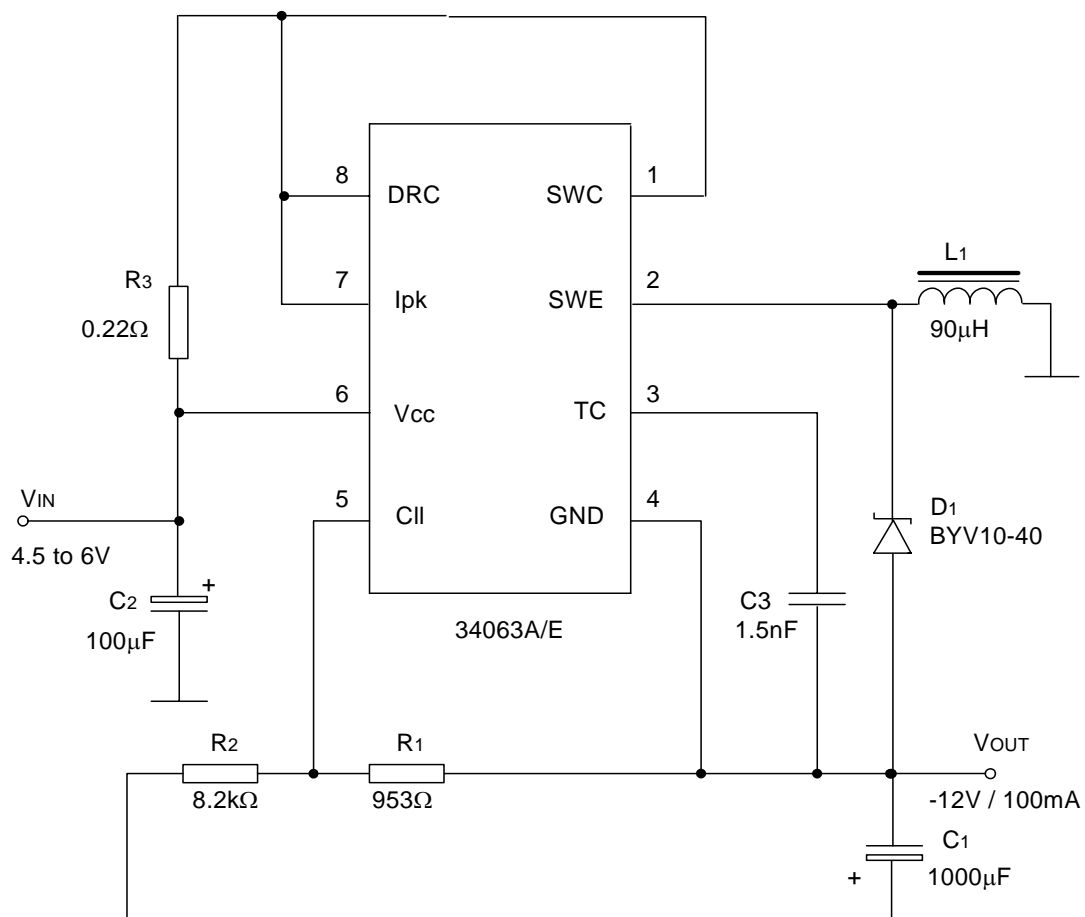 8
DRC
SWC
1
R3
0.22Ω
7
Ipk
SWE
2
L1
90μH
6
Vcc
TC
3
VIN
4.5 to 6V
5
CII
GND
4
D1
BYV10-40
C2
+
100μF
34063A/E
C3
1.5nF
R2
8.2kΩ
R1
953Ω
VOUT
-12V / 100mA
C1
+
1000μF